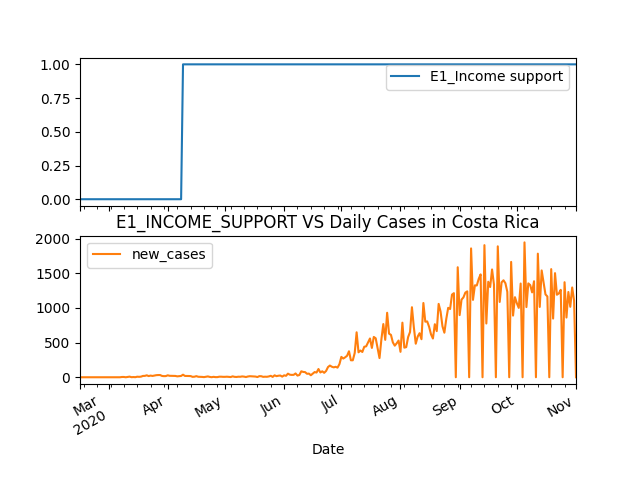 1.00
0.75
0.50
0.25
0.00
E1_Income support
E1_INCOME_SUPPORT VS Daily Cases in Costa Rica
2000
1500
1000
500
0
new_cases
Mar
2020
Apr
May
Jun
Jul
Aug
Sep
Oct
Nov
Date